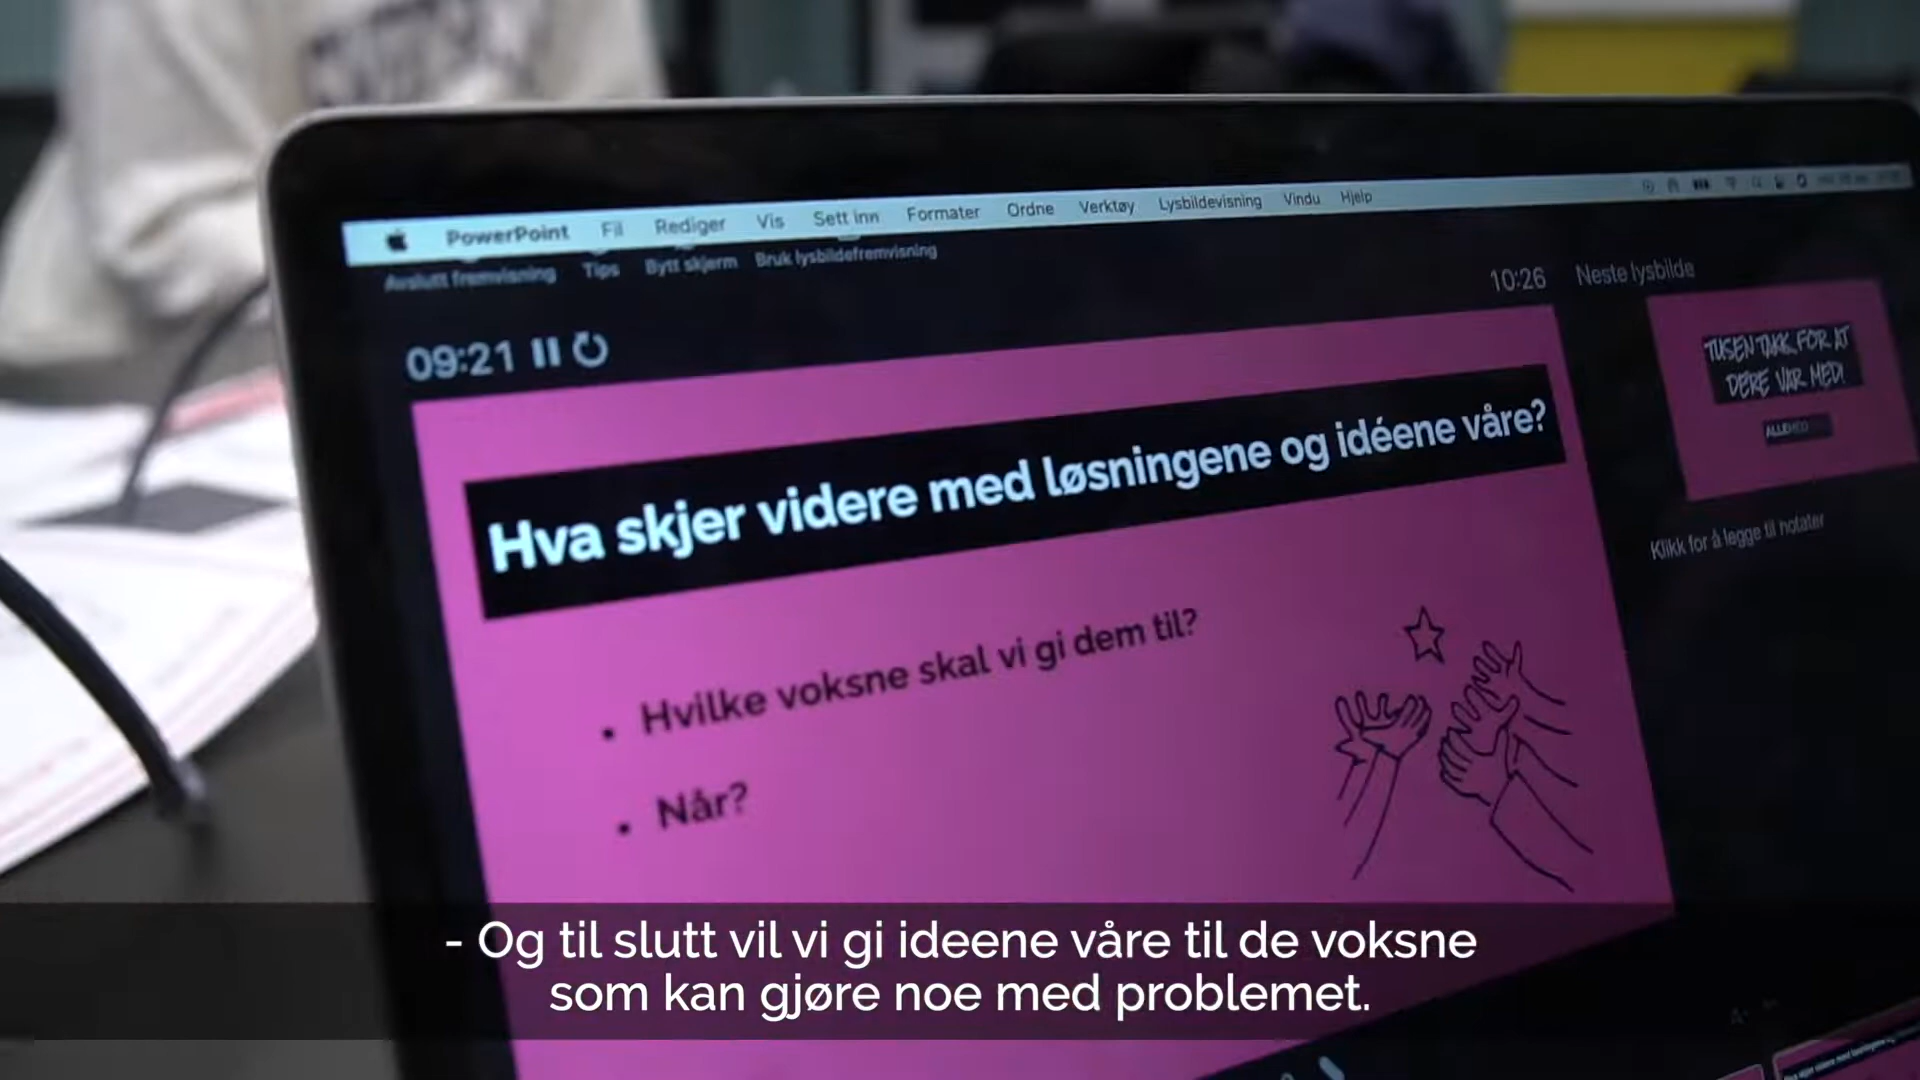 PowerPoint Fil Rediger Vis Sett inn Formater Ordne Verktøy Lysbildevisning Vindu Hjelp
Avslutt fremvisning Tips Bytt skjerm Bruk lysbildefremvisning
09:21
10:26
Neste lysbilde
Hva skjer videre med løsningene og idéene våre?
• Hvilke voksne skal vi gi dem til?
• Når?
TUSEN TAKK FOR AT
DERE VAR MED!
Klikk for å legge til notater
- Og til slutt vil vi gi ideene våre til de voksne
som kan gjøre noe med problemet.